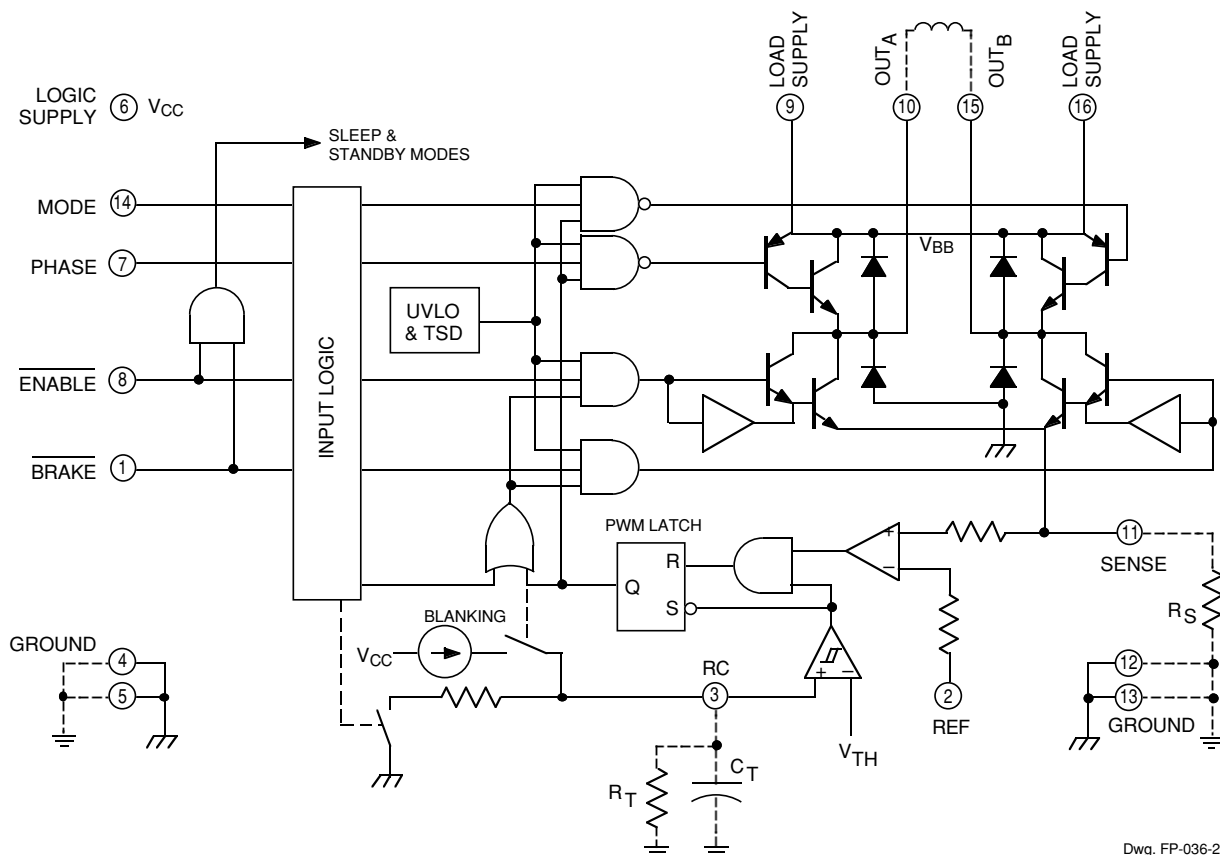 LOAD
SUPPLY
9
OUTA
10
OUTB
15
LOAD
SUPPLY
16
LOGIC
SUPPLY
6
VCC
SLEEP &
STANDBY MODES
MODE
14
PHASE
7
ENABLE
8
BRAKE
1
INPUT LOGIC
UVLO
& TSD
VBB
PWM LATCH
Q
R
S
+
–
11
SENSE
RS
BLANKING
VCC
RC
3
+
–
VTH
2
REF
GROUND
4
5
12
13
GROUND
RT
CT
Dwg. FP-036-2